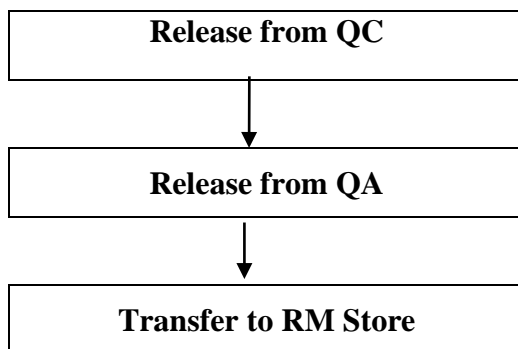 Release from QC
Release from QA
Transfer to RM Store